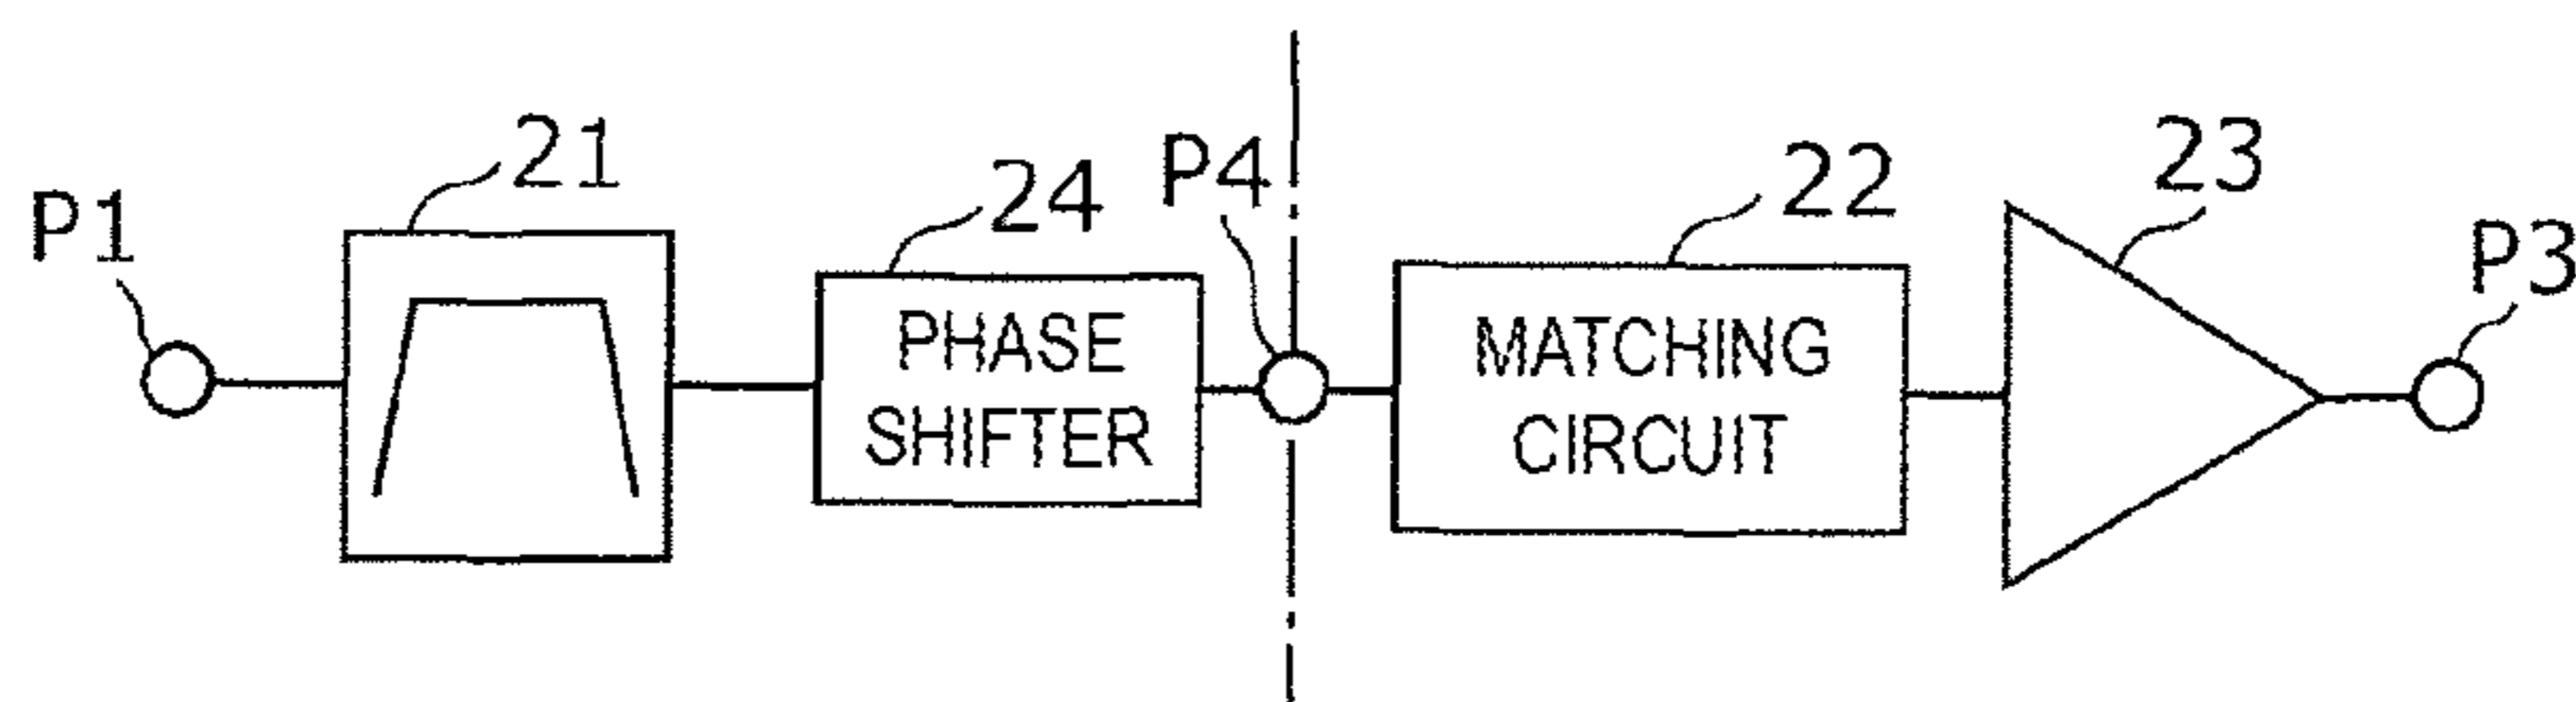 P1
21
24
PHASE
SHIFTER
P4
22
MATCHING
CIRCUIT
23
P3